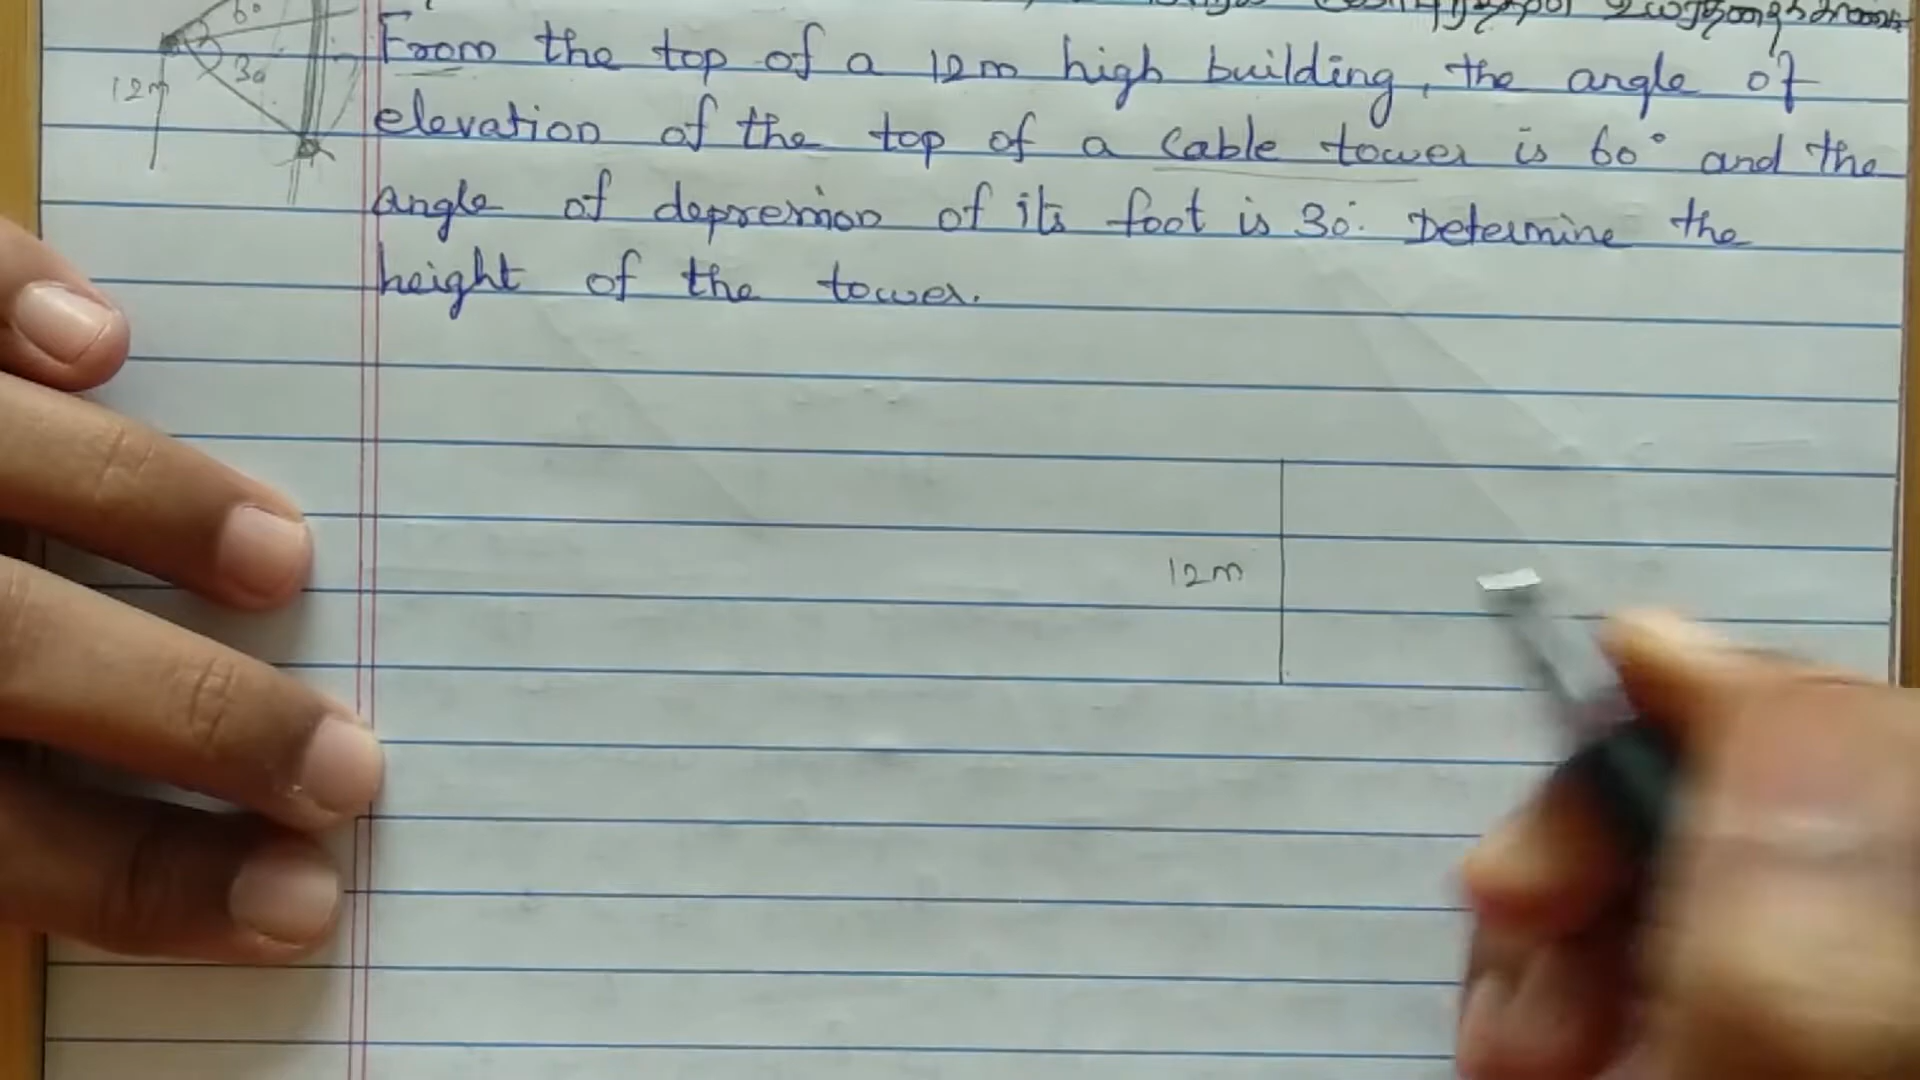 60
30
12m
From the top of a 12m high building, the angle of
elevation of the top of a cable tower is 60° and the
angle of depression of its foot is 30°. Determine the
height of the tower.
12m